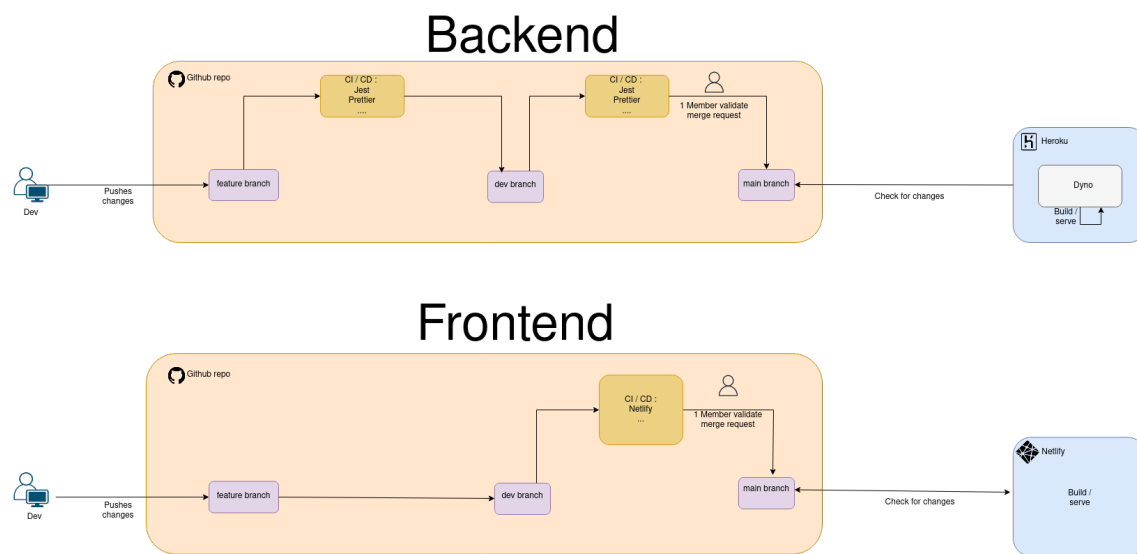 Backend
Github repo
CI / CD :
Jest
Prettier
....
CI / CD :
Jest
Prettier
....
1 Member validate
merge request
Heroku
Dyno
Build /
serve
feature branch
dev branch
main branch
Pushes
changes
Dev
Check for changes
Frontend
Github repo
CI / CD :
Netlify
...
1 Member validate
merge request
Netlify
Build /
serve
feature branch
dev branch
main branch
Pushes
changes
Dev
Check for changes